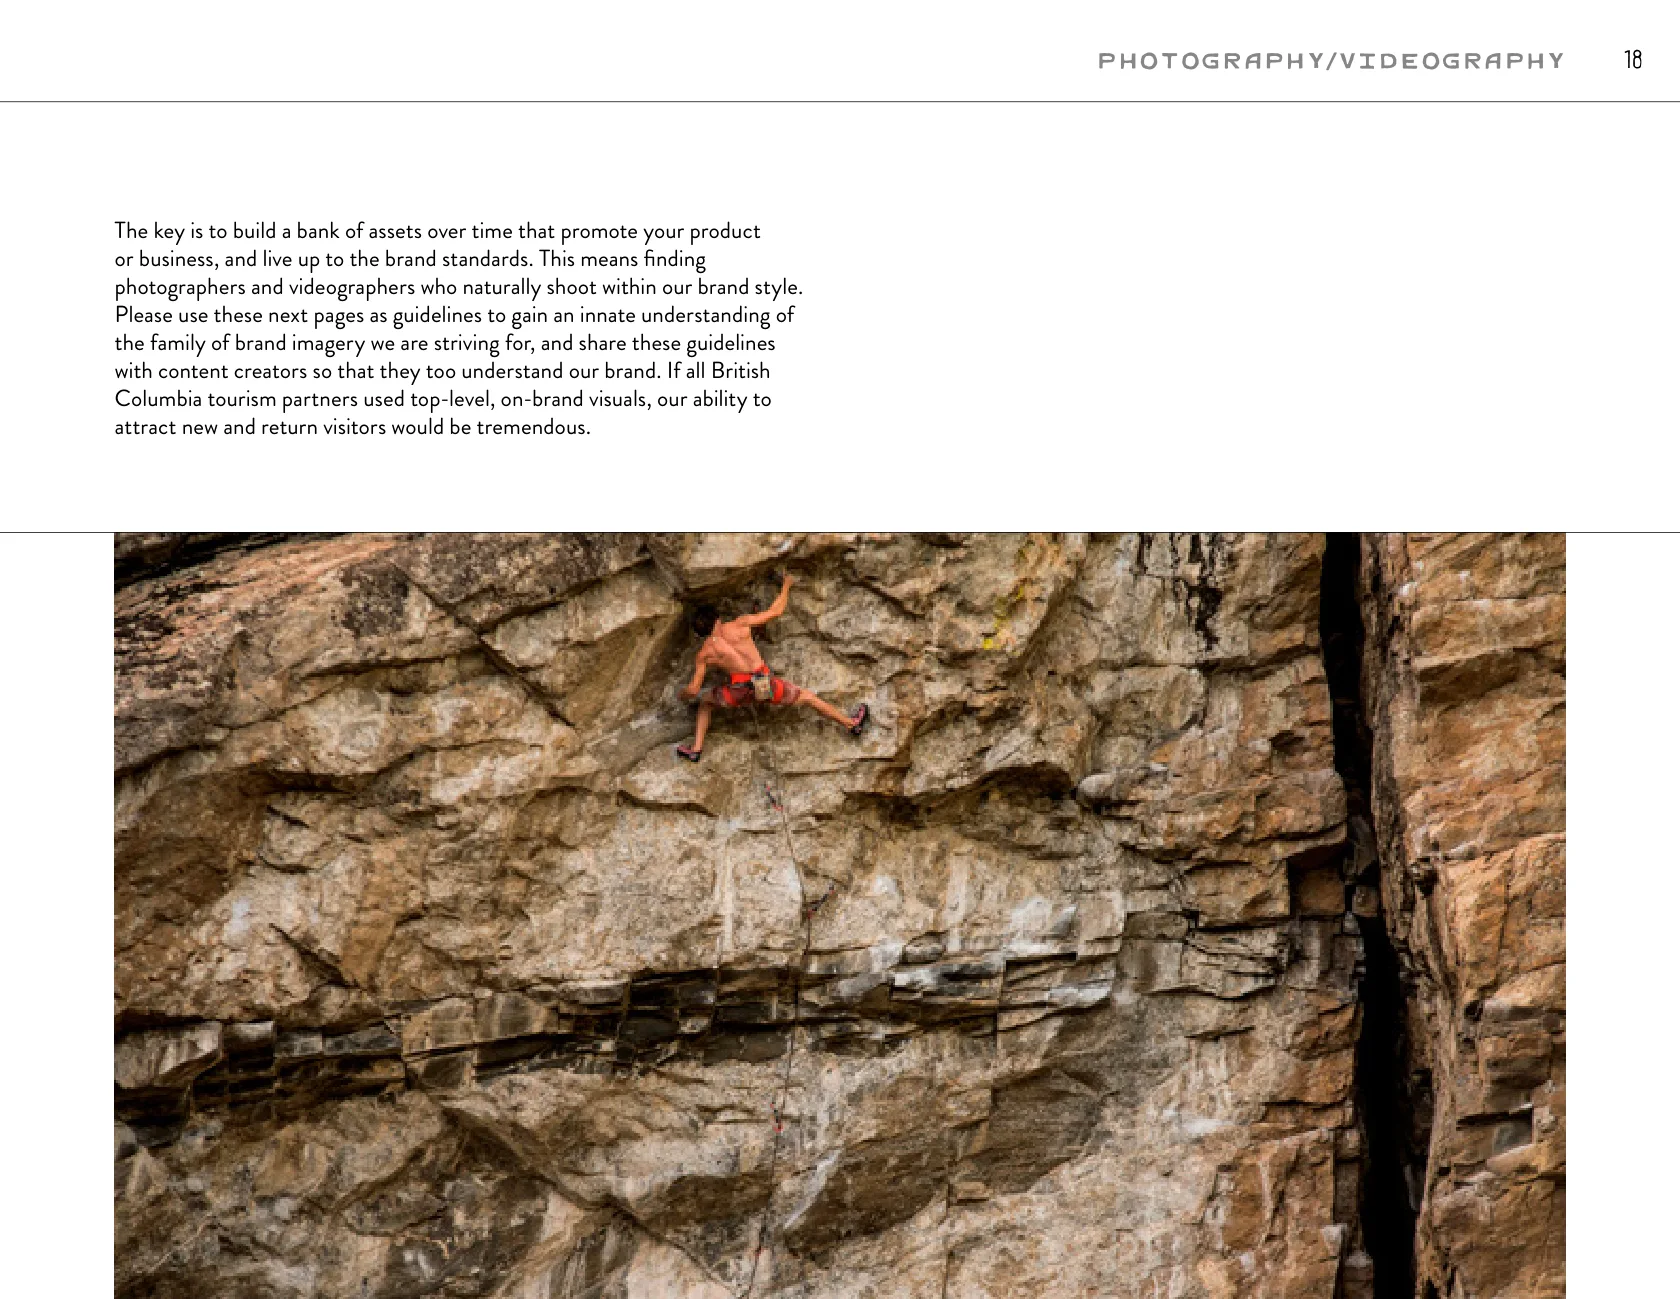 PHOTOGRAPHY/VIDEOGRAPHY 18
The key is to build a bank of assets over time that promote your product
or business, and live up to the brand standards. This means finding
photographers and videographers who naturally shoot within our brand style.
Please use these next pages as guidelines to gain an innate understanding of
the family of brand imagery we are striving for, and share these guidelines
with content creators so that they too understand our brand. If all British
Columbia tourism partners used top-level, on-brand visuals, our ability to
attract new and return visitors would be tremendous.